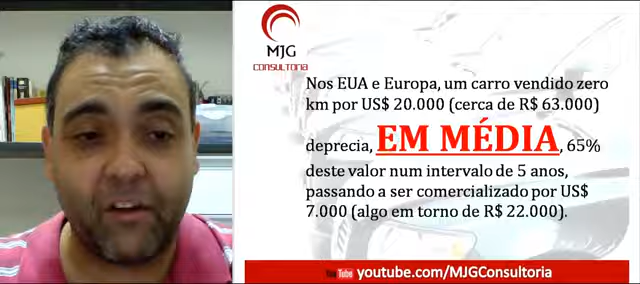 MJG
CONSULTORIA
Nos EUA e Europa, um carro vendido zero
km por US$ 20.000 (cerca de R$ 63.000)
deprecia, EM MÉDIA, 65%
deste valor num intervalo de 5 anos,
passando a ser comercializado por US$
7.000 (algo em torno de R$ 22.000).
You Tube youtube.com/MJGConsultoria